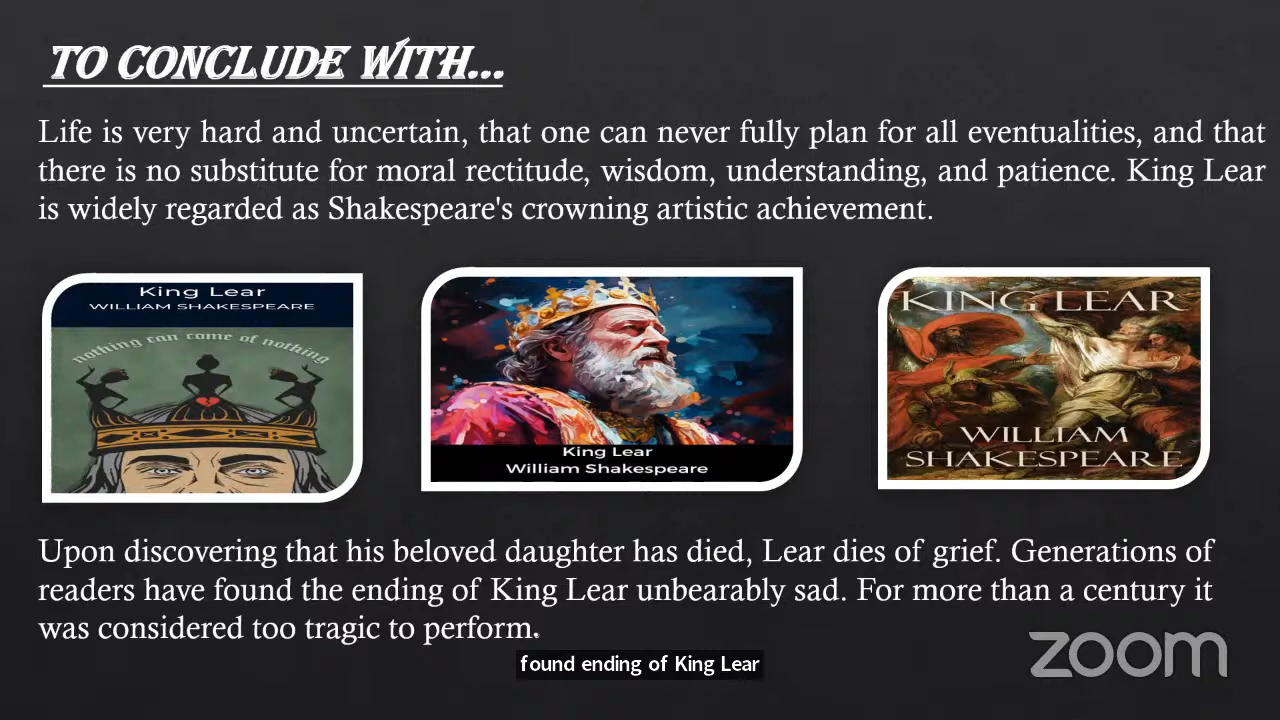 TO CONCLUDE WITH...
Life is very hard and uncertain, that one can never fully plan for all eventualities, and that
there is no substitute for moral rectitude, wisdom, understanding, and patience. King Lear
is widely regarded as Shakespeare's crowning artistic achievement.
King Lear
WILLIAM SHAKESPEARE
nothing can come of nothing
King Lear
William Shakespeare
KING LEAR
WILLIAM
SHAKESPEARE
Upon discovering that his beloved daughter has died, Lear dies of grief. Generations of
readers have found the ending of King Lear unbearably sad. For more than a century it
was considered too tragic to perform.
found ending of King Lear
zoom